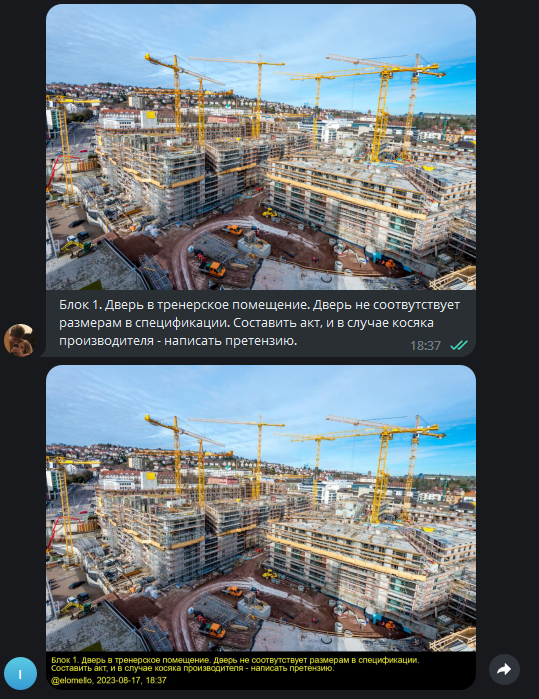 Блок 1. Дверь в тренерское помещение. Дверь не соотвутствует
размерам в спецификации. Составить акт, и в случае косяка
производителя - написать претензию.
18:37
Блок 1. Дверь в тренерское помещение. Дверь не соотвутствует размерам в спецификации.
Составить акт, и в случае косяка производителя - написать претензию.
@elomello, 2023-08-17, 18:37
I